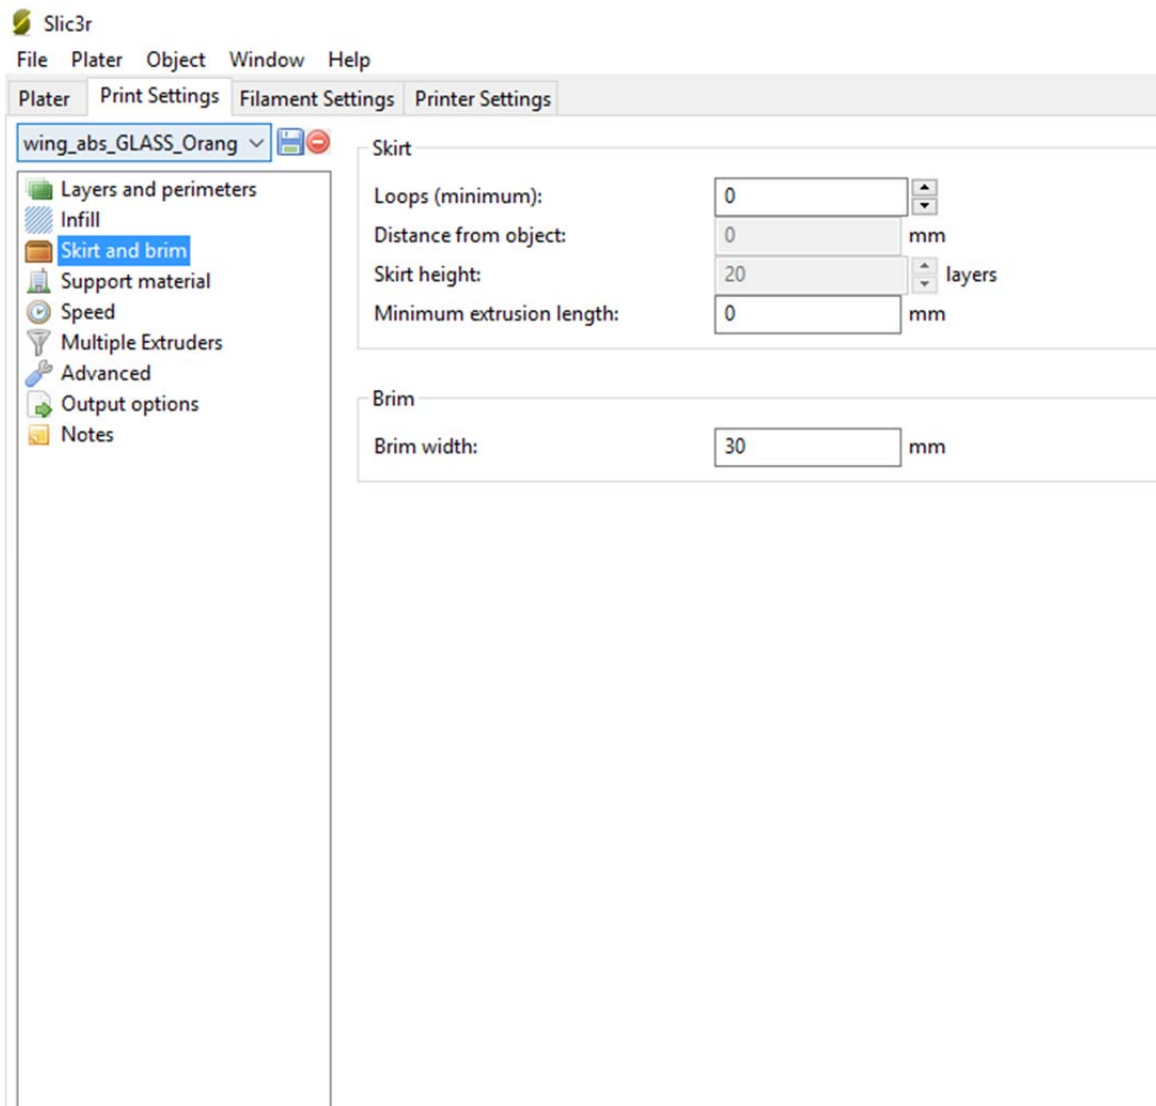 Slic3r
File Plater Object Window Help
Plater Print Settings Filament Settings Printer Settings
wing_abs_GLASS_Orang
Layers and perimeters
Infill
Skirt and brim
Support material
Speed
Multiple Extruders
Advanced
Output options
Notes
Skirt
Loops (minimum): 0
Distance from object: 0 mm
Skirt height: 20 layers
Minimum extrusion length: 0 mm
Brim
Brim width: 30 mm